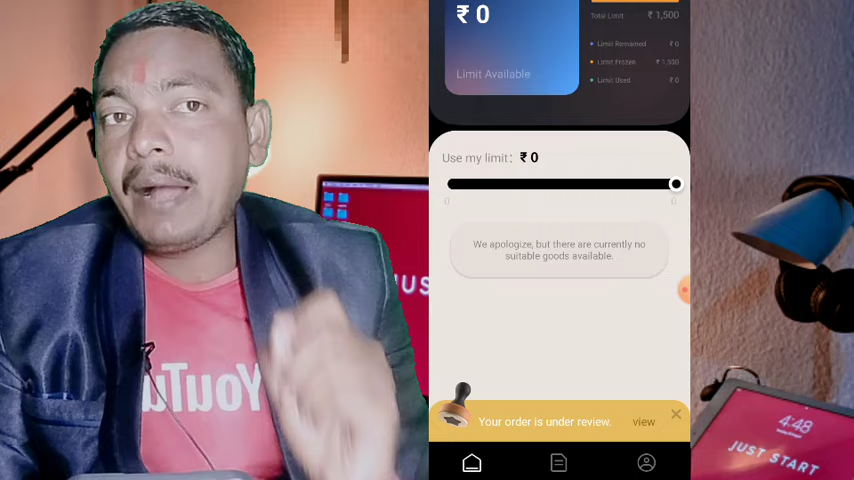 ₹ 0
Limit Available
Total Limit ₹ 1,500
Limit Remained ₹ 0
Limit Frozen ₹ 1,500
Limit Used ₹ 0
Use my limit: ₹ 0
0 0
We apologize, but there are currently no
suitable goods available.
Your order is under review. view
YouTu
4:48
JUST START